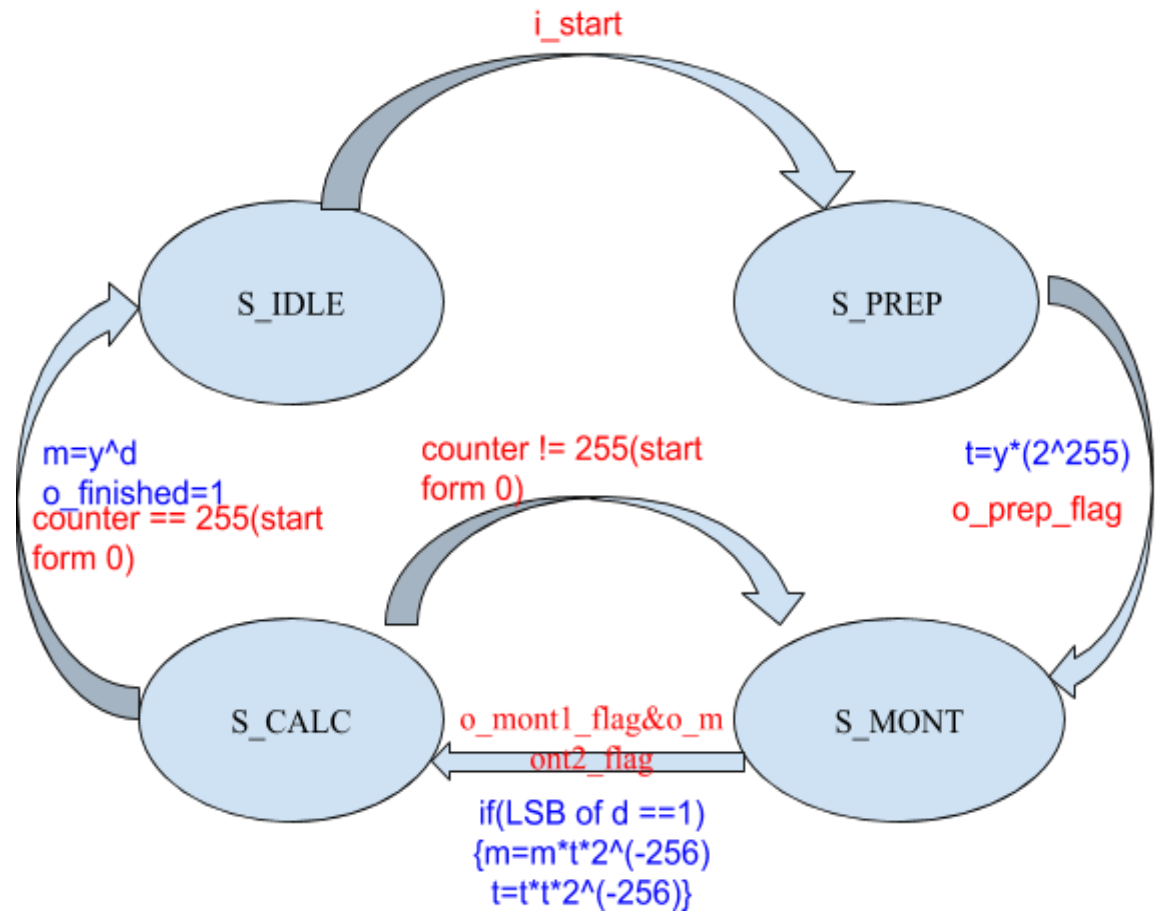 i_start
S_IDLE
S_PREP
m=y^d
o_finished=1
counter == 255(start
form 0)
counter != 255(start
form 0)
t=y*(2^255)
o_prep_flag
S_CALC
o_mont1_flag&o_m
ont2_flag
S_MONT
if(LSB of d ==1)
{m=m*t*2^(-256)
t=t*t*2^(-256)}